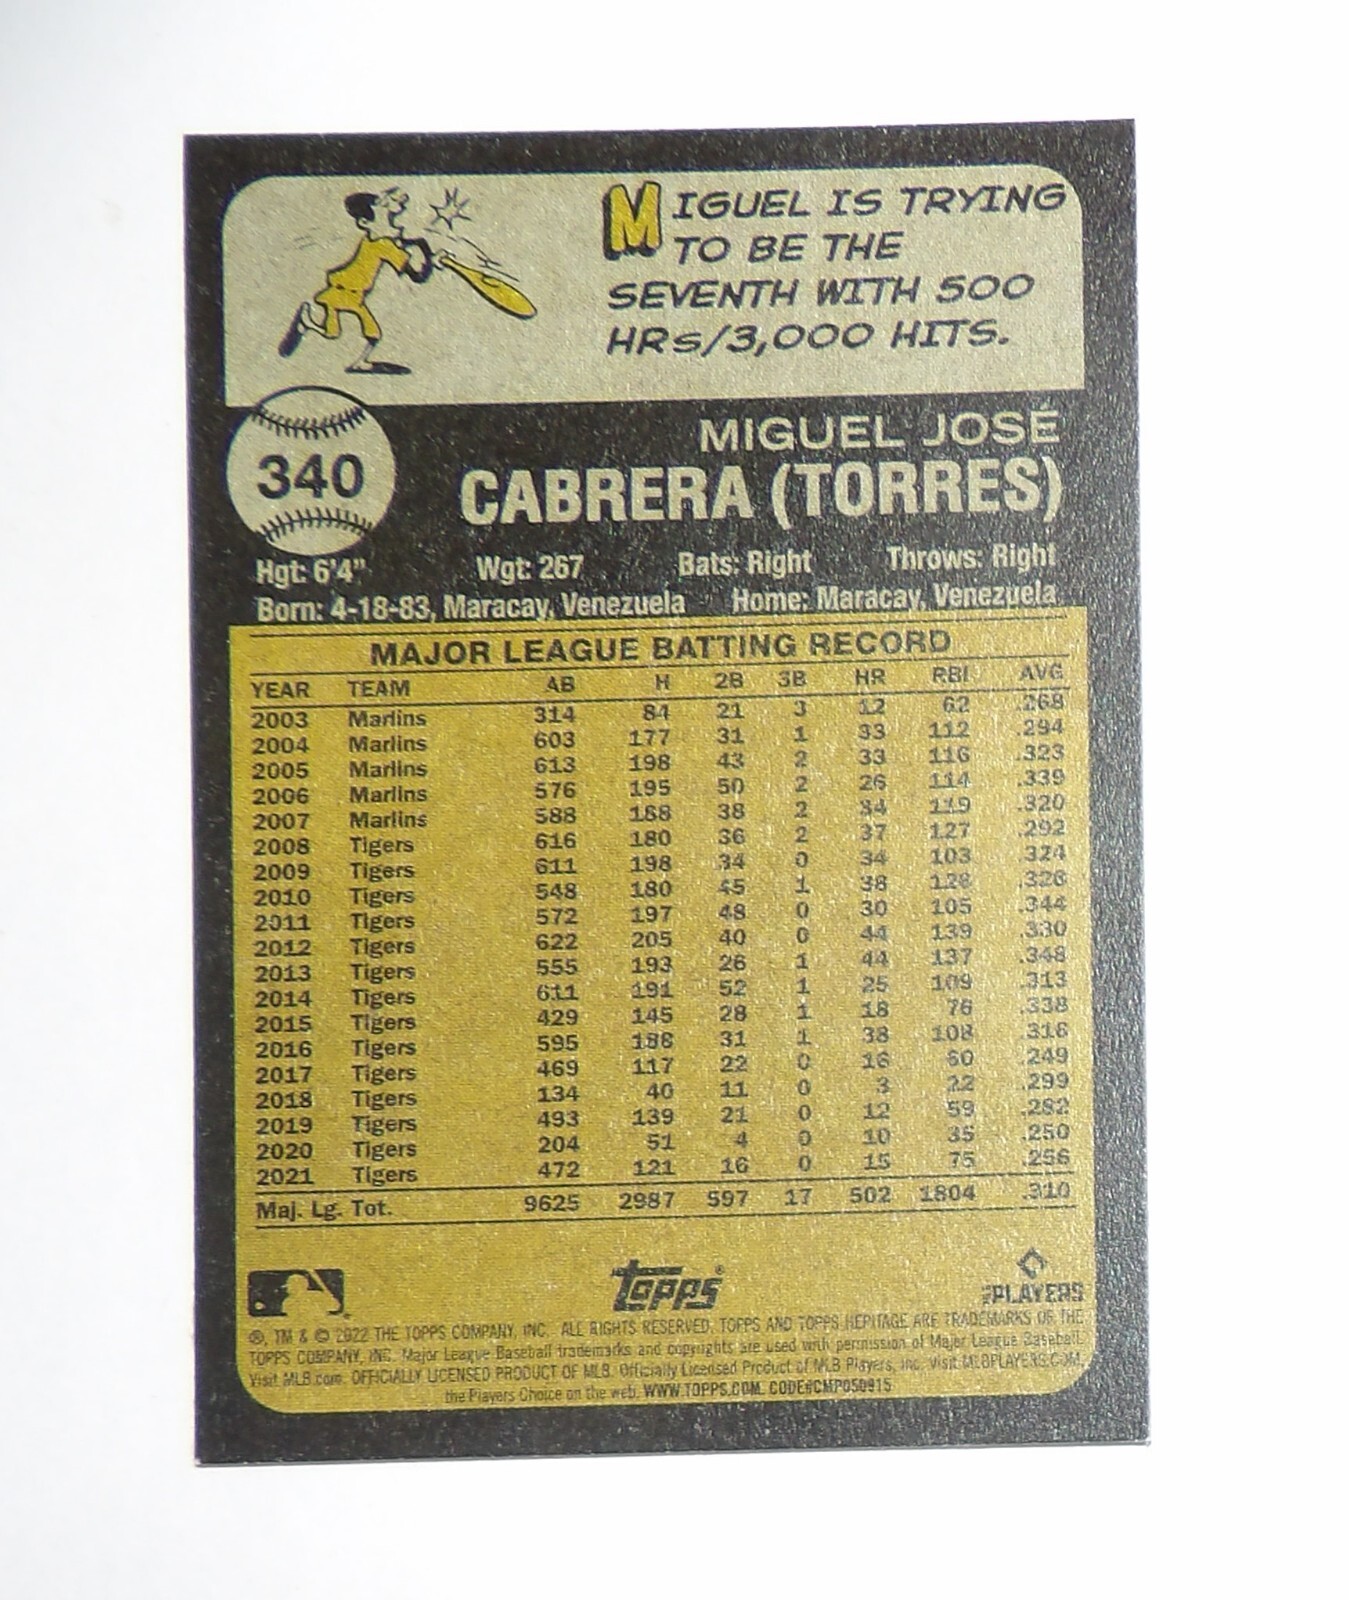 MIGUEL IS TRYING
TO BE THE
SEVENTH WITH 500
HRs/3,000 HITS.
340
MIGUEL JOSÉ
CABRERA (TORRES)
Hgt: 6'4" Wgt: 267 Bats: Right Throws: Right
Born: 4-18-83, Maracay, Venezuela Home: Maracay, Venezuela
MAJOR LEAGUE BATTING RECORD
YEAR TEAM AB H 2B 3B HR RBI AVG
2003 Marlins 314 84 21 3 12 62 .268
2004 Marlins 603 177 31 1 33 112 .294
2005 Marlins 613 198 43 2 33 116 .323
2006 Marlins 576 195 50 2 26 114 .339
2007 Marlins 588 188 38 2 34 119 .320
2008 Tigers 616 180 36 2 37 127 .292
2009 Tigers 611 198 34 0 34 103 .324
2010 Tigers 548 180 45 1 38 126 .328
2011 Tigers 572 197 48 0 30 105 .344
2012 Tigers 622 205 40 0 44 139 .330
2013 Tigers 555 193 26 1 44 137 .348
2014 Tigers 611 191 52 1 25 109 .313
2015 Tigers 429 145 28 1 18 76 .338
2016 Tigers 595 188 31 1 38 108 .316
2017 Tigers 469 117 22 0 16 60 .249
2018 Tigers 134 40 11 0 3 22 .299
2019 Tigers 493 139 21 0 12 59 .282
2020 Tigers 204 51 4 0 10 35 .250
2021 Tigers 472 121 16 0 15 75 .256
Maj. Lg. Tot. 9625 2987 597 17 502 1804 .310
topps® PLAYERS
®, TM & © 2022 THE TOPPS COMPANY, INC. ALL RIGHTS RESERVED. TOPPS AND TOPPS HERITAGE ARE TRADEMARKS OF THE
TOPPS COMPANY, INC. Major League Baseball trademarks and copyrights are used with permission of Major League Baseball.
Visit MLB.com. OFFICIALLY LICENSED PRODUCT OF MLB. Officially Licensed Product of MLB Players, Inc. Visit MLBPLAYERS.COM,
the Players Choice on the web. WWW.TOPPS.COM. CODE#CMP050915